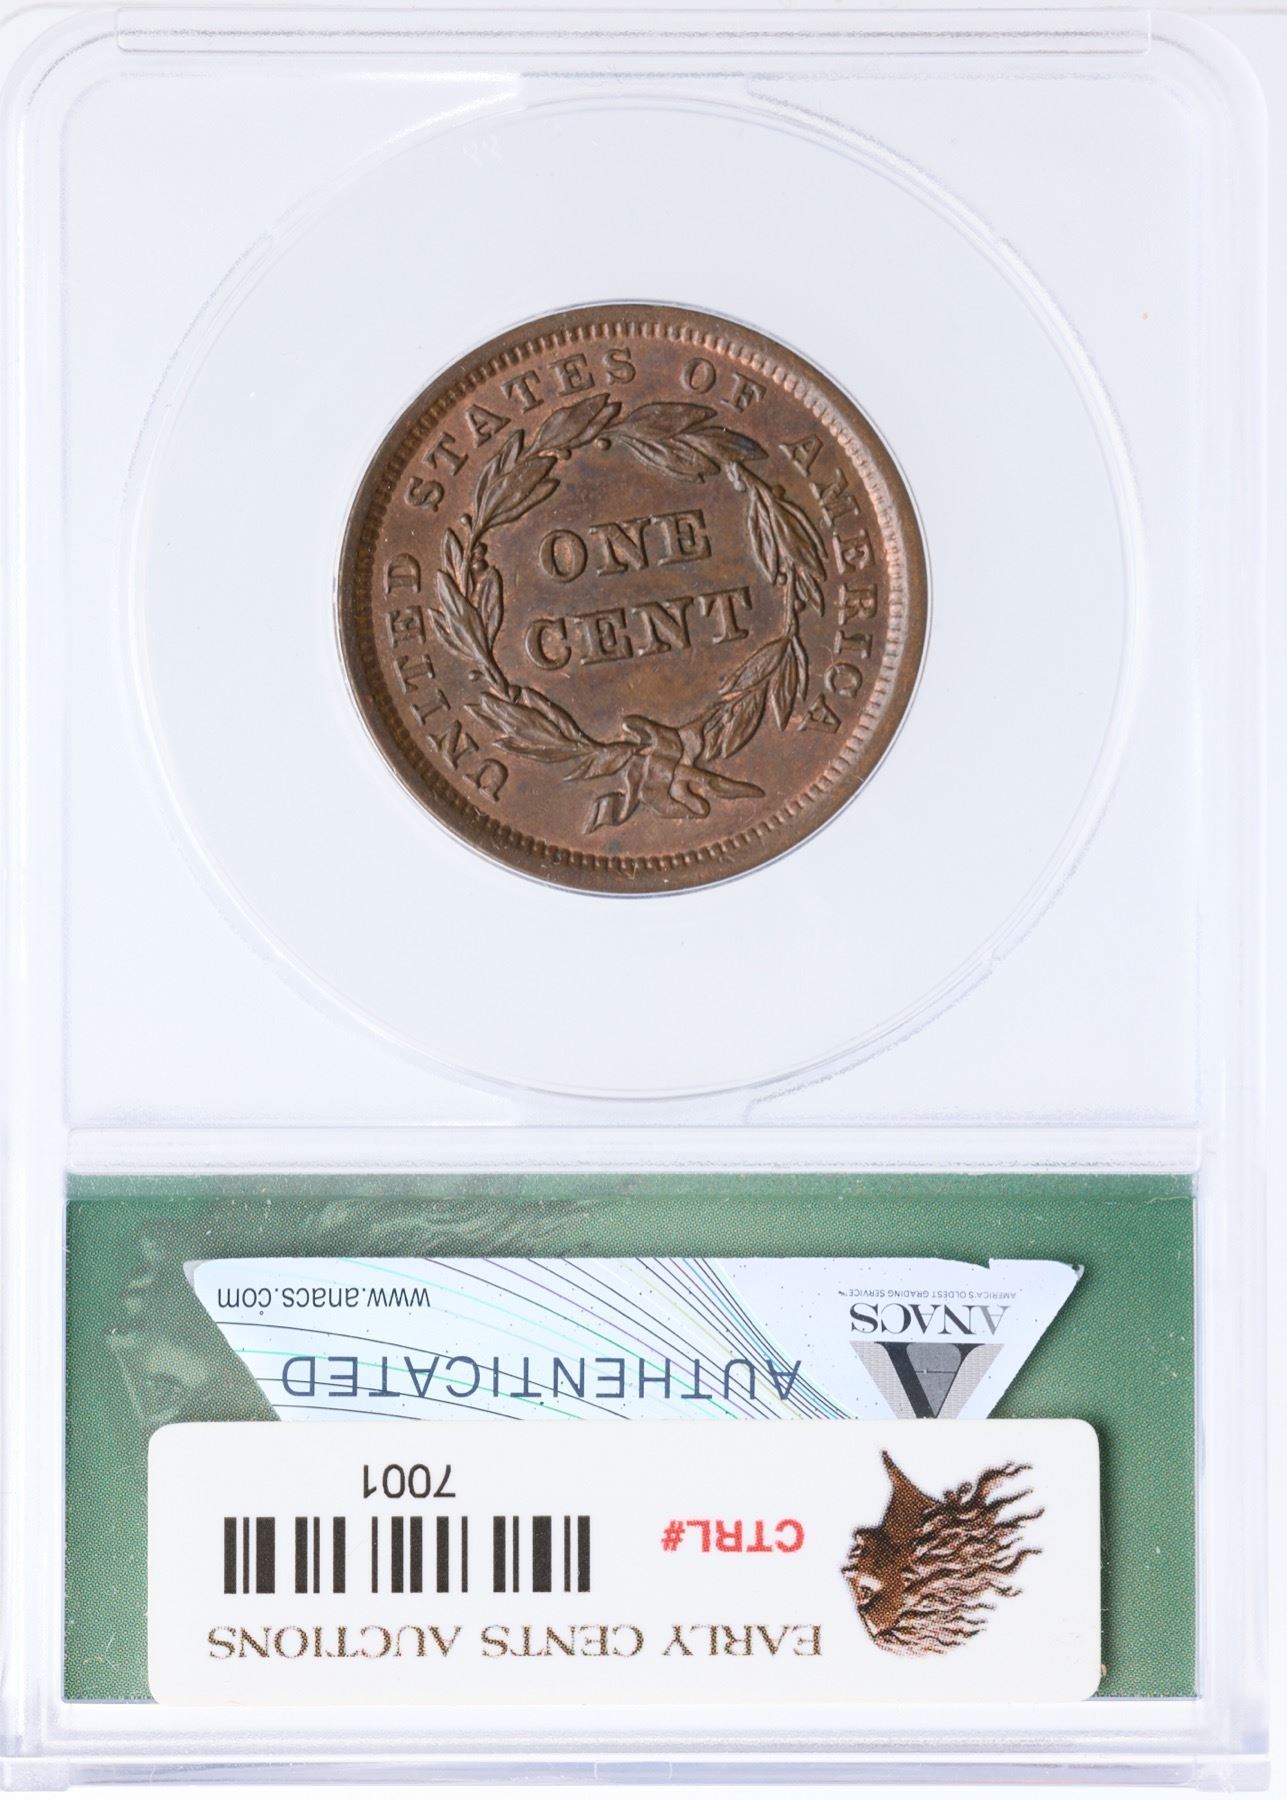 UNITED STATES OF AMERICA
ONE
CENT
EARLY CENTS AUCTIONS
CTRL#
7001
AUTHENTICATED
ANACS
AMERICA'S OLDEST GRADING SERVICE™
www.anacs.com